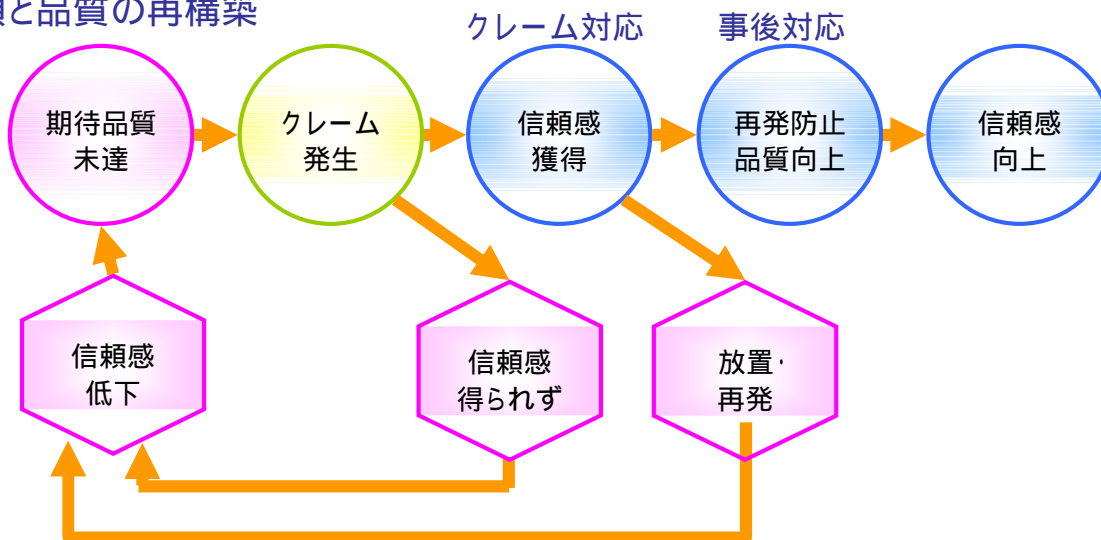 と品質の再構築
クレーム対応
事後対応
期待品質
未達
クレーム
発生
信頼感
獲得
再発防止
品質向上
信頼感
向上
信頼感
低下
信頼感
得られず
放置・
再発